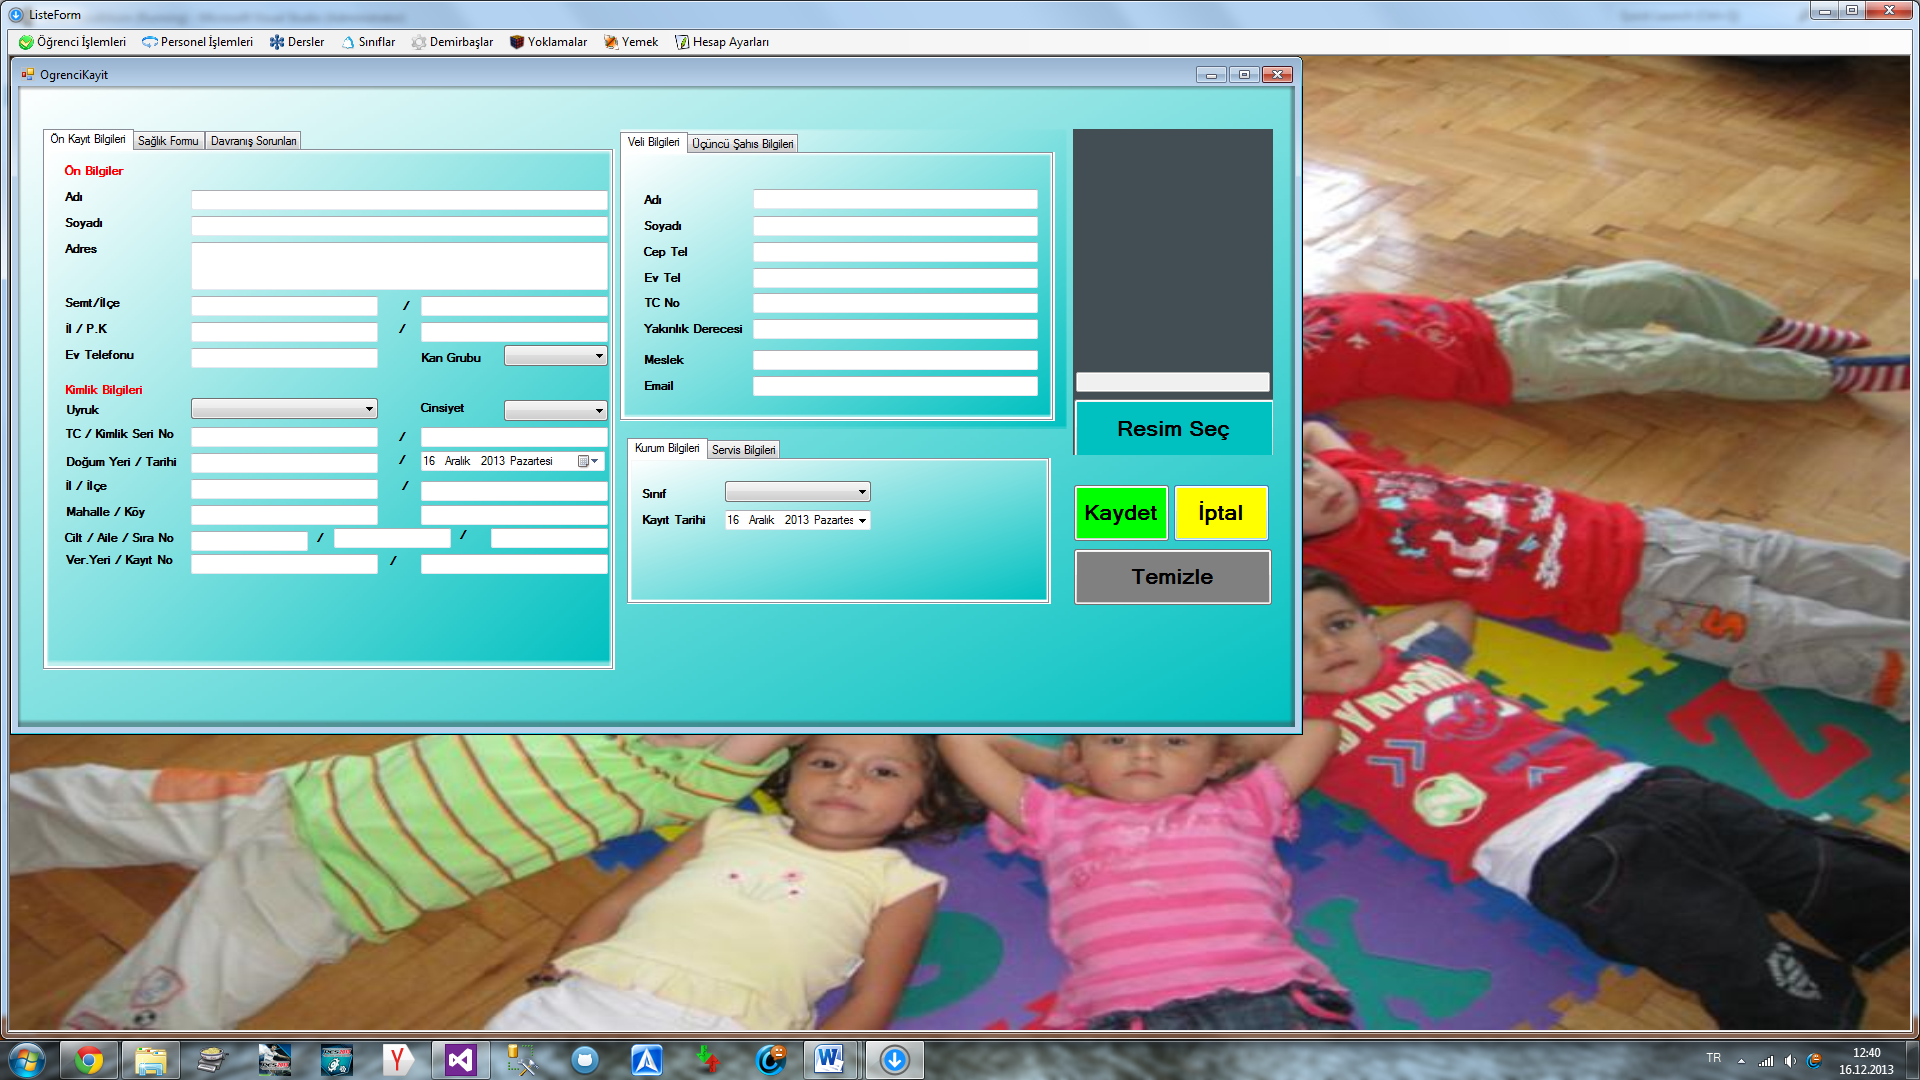 ListeForm
Öğrenci İşlemleri Personel İşlemleri Dersler Sınıflar Demirbaşlar Yoklamalar Yemek Hesap Ayarları
OgrenciKayit
Ön Kayıt Bilgileri Sağlık Formu Davranış Sorunları
Ön Bilgiler
Adı
Soyadı
Adres
Semt/İlçe /
İl / P.K /
Ev Telefonu Kan Grubu
Kimlik Bilgileri
Uyruk Cinsiyet
TC / Kimlik Seri No /
Doğum Yeri / Tarihi / 16 Aralık 2013 Pazartesi
İl / İlçe /
Mahalle / Köy
Cilt / Aile / Sıra No / /
Ver.Yeri / Kayıt No /
Veli Bilgileri Üçüncü Şahıs Bilgileri
Adı
Soyadı
Cep Tel
Ev Tel
TC No
Yakınlık Derecesi
Meslek
Email
Kurum Bilgileri Servis Bilgileri
Sınıf
Kayıt Tarihi 16 Aralık 2013 Pazartes
Resim Seç
Kaydet İptal
Temizle
TR
12:40
16.12.2013